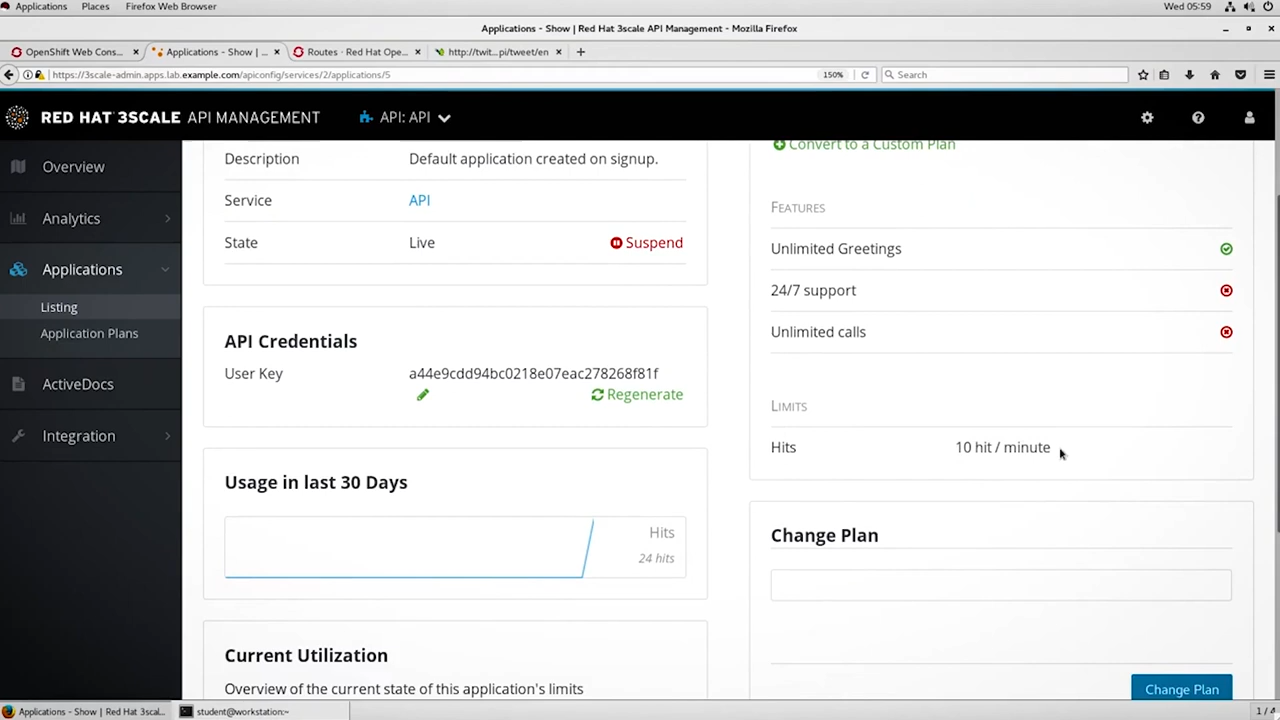 Applications Places Firefox Web Browser Wed 05:59
Applications - Show | Red Hat 3scale API Management - Mozilla Firefox
OpenShift Web Cons... × Applications - Show | ... × Routes · Red Hat Ope... × http://twit...pi/tweet/en × +
https://3scale-admin.apps.lab.example.com/apiconfig/services/2/applications/5 150% Search
RED HAT 3SCALE API MANAGEMENT API: API
Overview
Analytics
Applications
Listing
Application Plans
ActiveDocs
Integration
Description Default application created on signup.
Service API
State Live Suspend
API Credentials
User Key a44e9cdd94bc0218e07eac278268f81f
Regenerate
Usage in last 30 Days
Hits
24 hits
Current Utilization
Overview of the current state of this application's limits
Convert to a Custom Plan
FEATURES
Unlimited Greetings
24/7 support
Unlimited calls
LIMITS
Hits 10 hit / minute
Change Plan
Change Plan
Applications - Show | Red Hat 3scal... student@workstation:~ 1 / 4